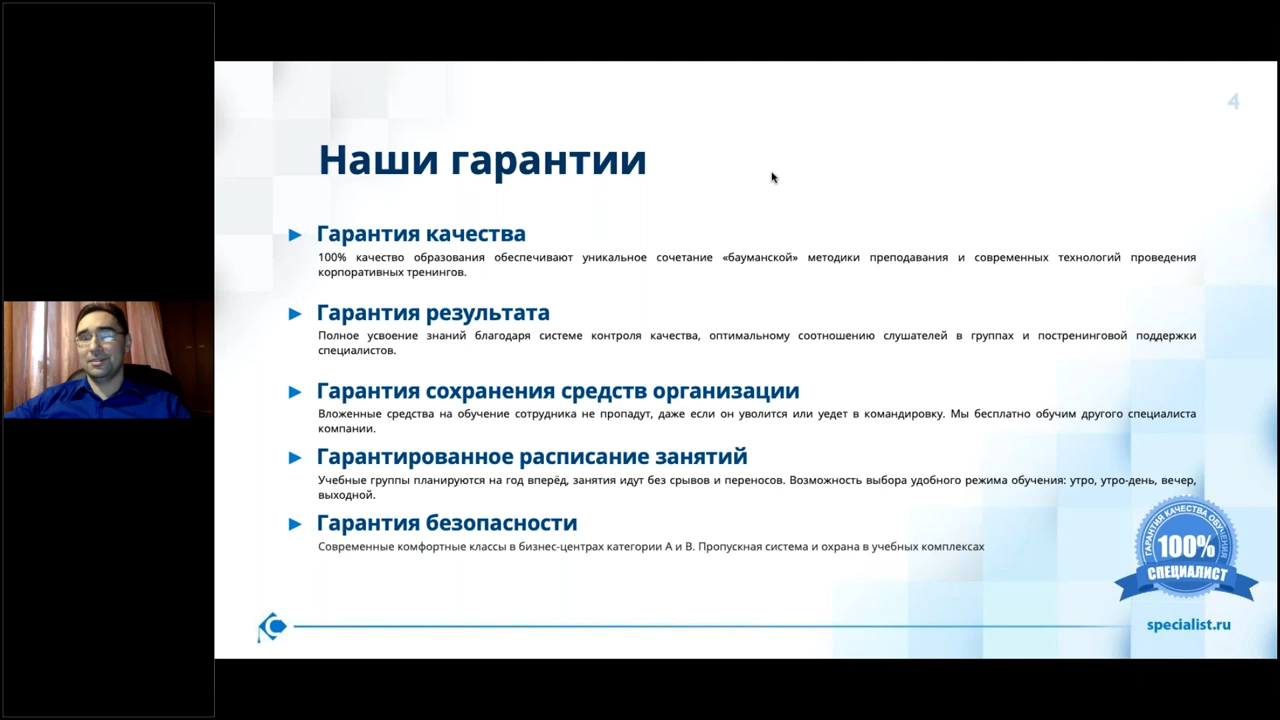 4
Наши гарантии
Гарантия качества
100% качество образования обеспечивают уникальное сочетание «бауманской» методики преподавания и современных технологий проведения
корпоративных тренингов.
Гарантия результата
Полное усвоение знаний благодаря системе контроля качества, оптимальному соотношению слушателей в группах и постренинговой поддержки
специалистов.
Гарантия сохранения средств организации
Вложенные средства на обучение сотрудника не пропадут, даже если он уволится или уедет в командировку. Мы бесплатно обучим другого специалиста
компании.
Гарантированное расписание занятий
Учебные группы планируются на год вперёд, занятия идут без срывов и переносов. Возможность выбора удобного режима обучения: утро, утро-день, вечер,
выходной.
Гарантия безопасности
Современные комфортные классы в бизнес-центрах категории А и В. Пропускная система и охрана в учебных комплексах
ГАРАНТИЯ КАЧЕСТВА ОБУЧЕНИЯ
100%
СПЕЦИАЛИСТ
specialist.ru